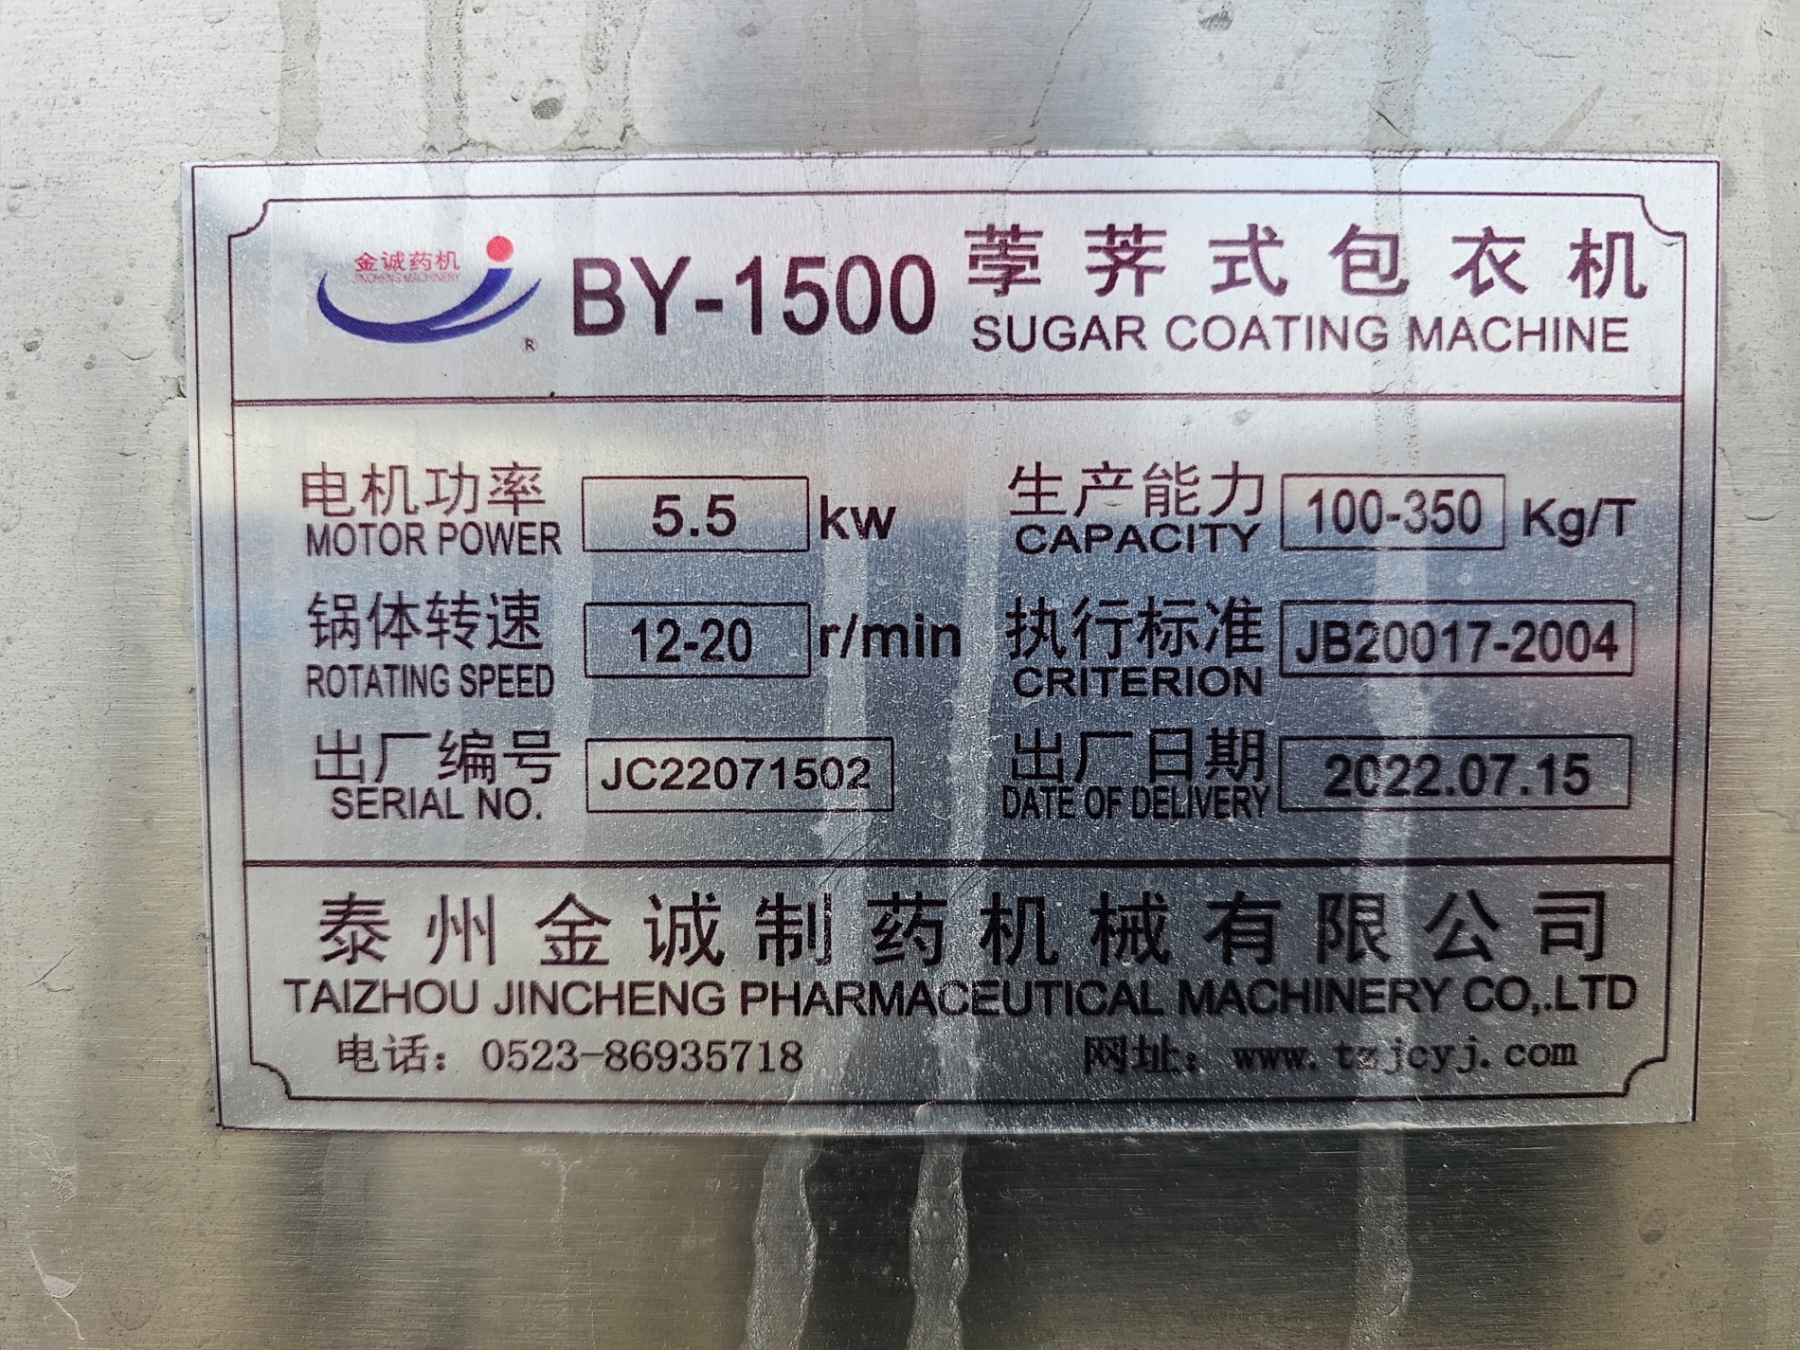 金诚药机
JINCHENG MACHINERY
R
BY-1500 荸荠式包衣机
SUGAR COATING MACHINE
电机功率 5.5 kw
MOTOR POWER
生产能力 100-350 Kg/T
CAPACITY
锅体转速 12-20 r/min
ROTATING SPEED
执行标准 JB20017-2004
CRITERION
出厂编号 JC22071502
SERIAL NO.
出厂日期 2022.07.15
DATE OF DELIVERY
泰州金诚制药机械有限公司
TAIZHOU JINCHENG PHARMACEUTICAL MACHINERY CO,.LTD
电话：0523-86935718 网址：www.tzjcyj.com